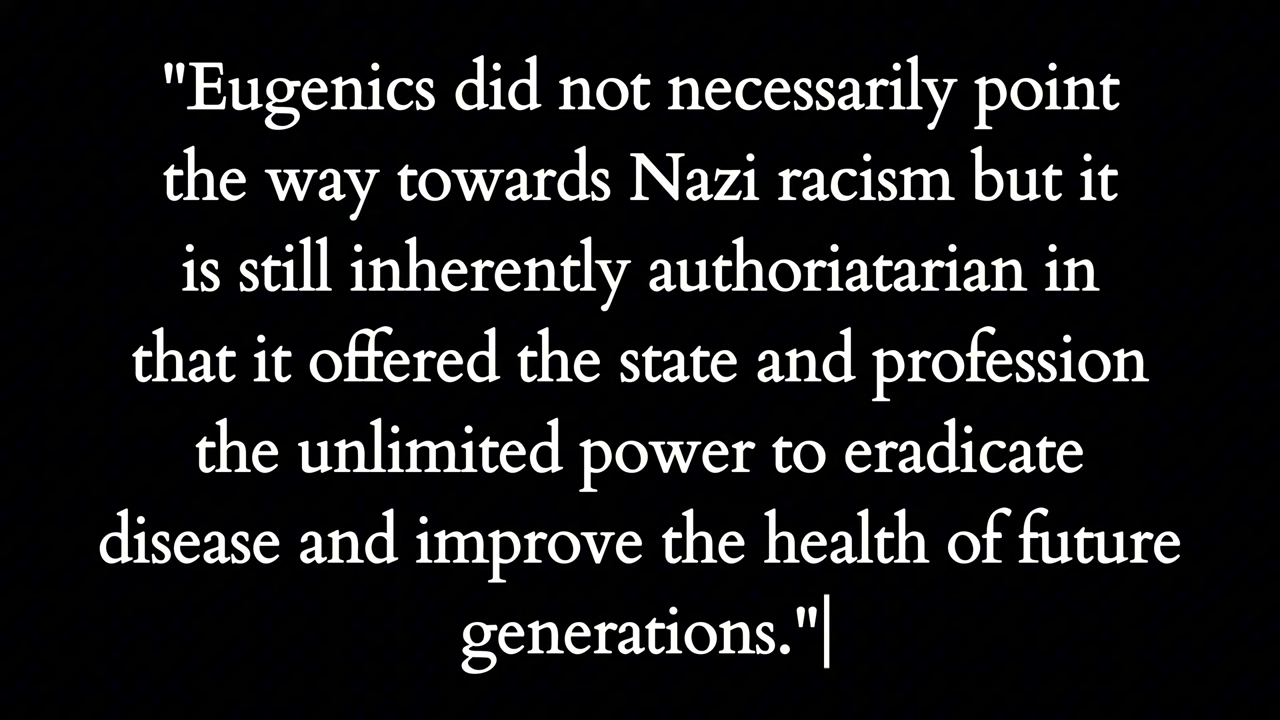 "Eugenics did not necessarily point
the way towards Nazi racism but it
is still inherently authoriatarian in
that it offered the state and profession
the unlimited power to eradicate
disease and improve the health of future
generations."|